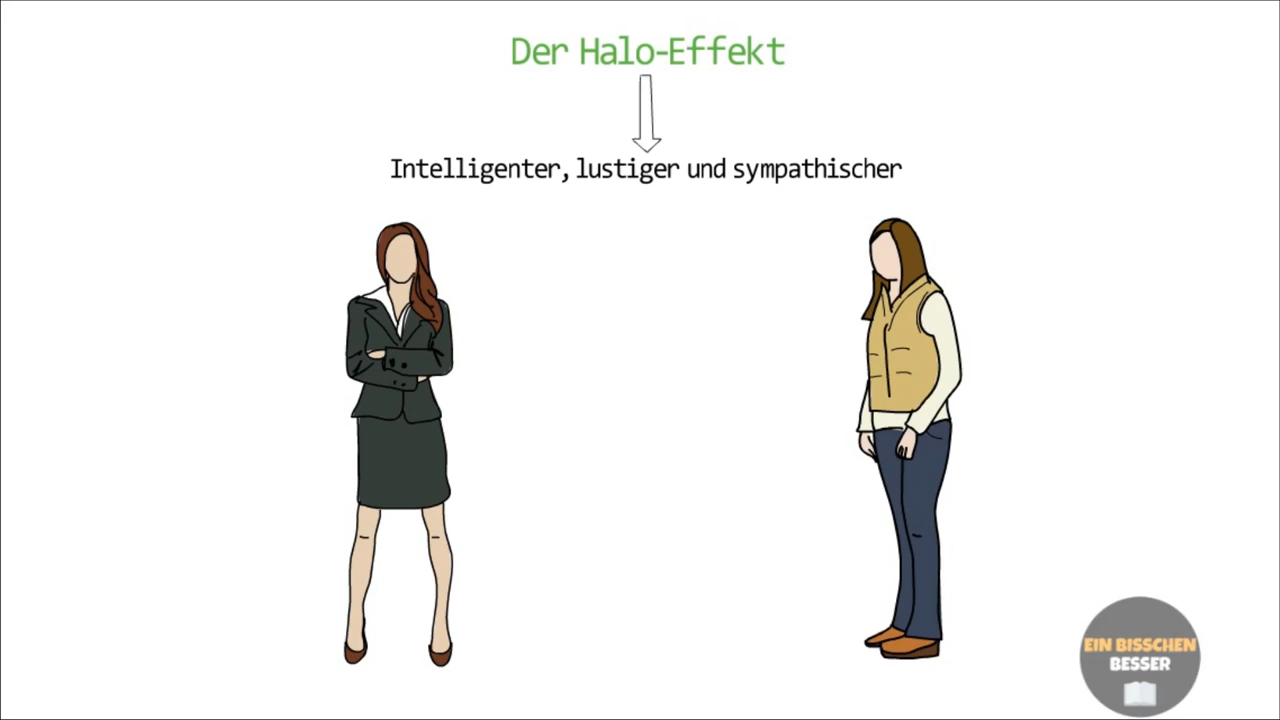 Der Halo-Effekt
Intelligenter, lustiger und sympathischer
EIN BISSCHEN
BESSER